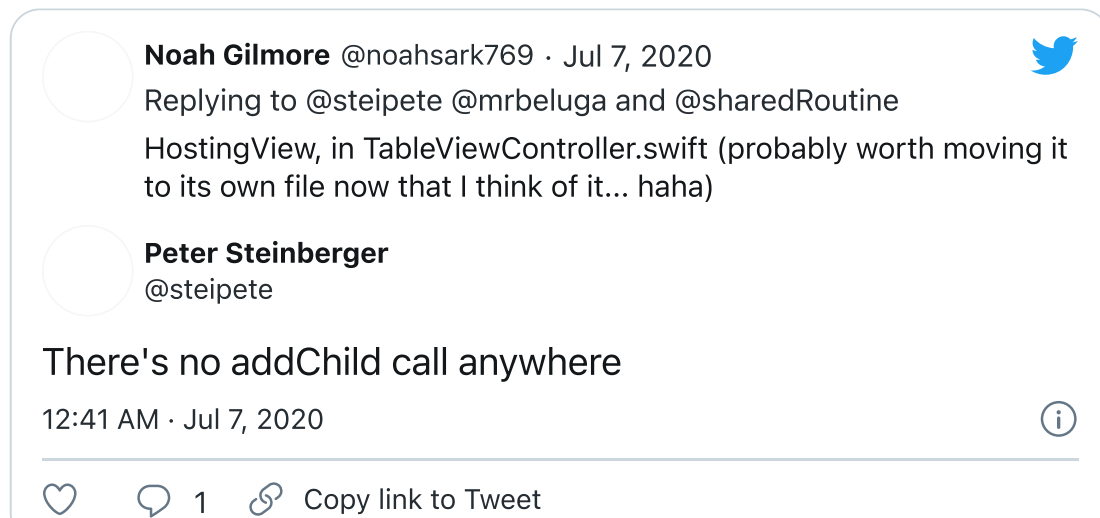 Noah Gilmore @noahsark769 · Jul 7, 2020
Replying to @steipete @mrbeluga and @sharedRoutine
HostingView, in TableViewController.swift (probably worth moving it
to its own file now that I think of it... haha)
Peter Steinberger
@steipete
There's no addChild call anywhere
12:41 AM · Jul 7, 2020
1 Copy link to Tweet